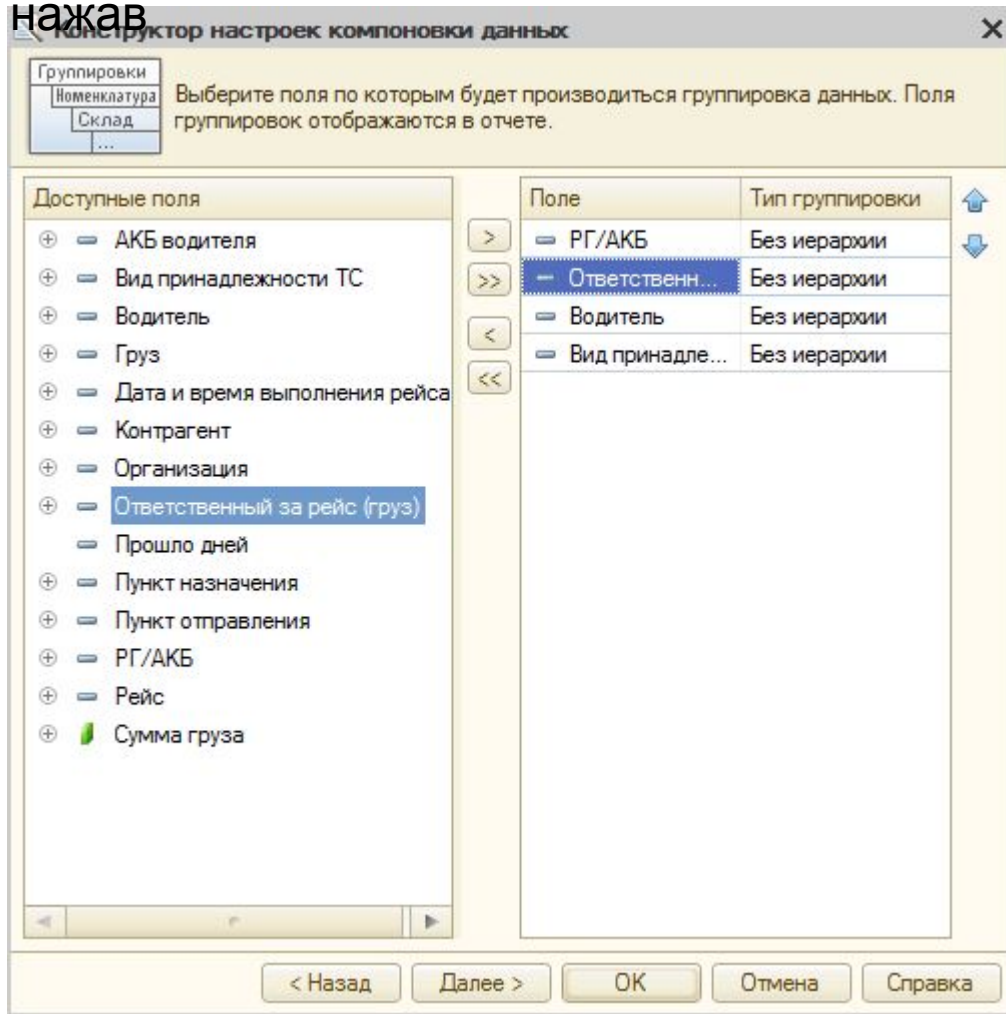 нажав
Конструктор настроек компоновки данных
Группировки
Номенклатура
Склад
...
Выберите поля по которым будет производиться группировка данных. Поля
группировок отображаются в отчете.
Доступные поля
АКБ водителя
Вид принадлежности ТС
Водитель
Груз
Дата и время выполнения рейса
Контрагент
Организация
Ответственный за рейс (груз)
Прошло дней
Пункт назначения
Пункт отправления
РГ/АКБ
Рейс
Сумма груза
>
>>
<
<<
Поле Тип группировки
РГ/АКБ Без иерархии
Ответственн... Без иерархии
Водитель Без иерархии
Вид принадле... Без иерархии
< Назад Далее > ОК Отмена Справка